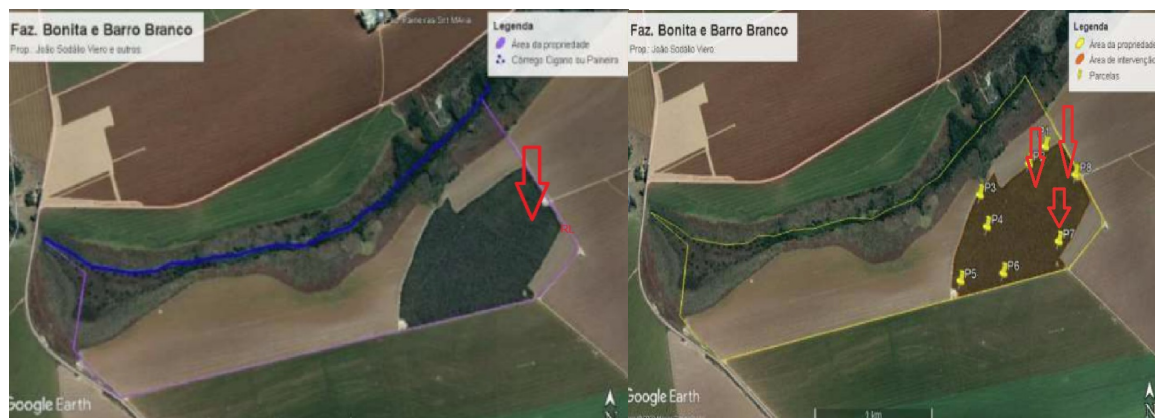 Faz. Bonita e Barro Branco
Prop.: João Sodálio Viero e outros
Legenda
Área da propriedade
Córrego Cigano ou Paineira
Google Earth
N
Faz. Bonita e Barro Branco
Prop.: João Sodálio Viero
Legenda
Área da propriedade
Área de intervenção
Parcelas
P8
P3
P4
P7
P5
P6
Google Earth
1 km
N